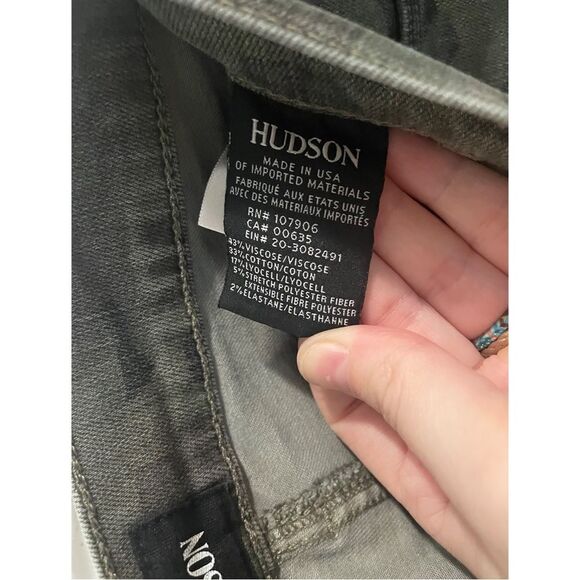 HUDSON
MADE IN USA
OF IMPORTED MATERIALS
FABRIQUÉ AUX ETATS UNIS
AVEC DES MATERIAUX IMPORTÉS
RN# 107906
CA# 00635
EIN# 20-3082491
43% VISCOSE/VISCOSE
33% COTTON/COTON
17% LYOCELL/LYOCELL
5% STRETCH POLYESTER FIBER
EXTENSIBLE FIBRE POLYESTER
2% ELASTANE/ELASTHANNE
SON